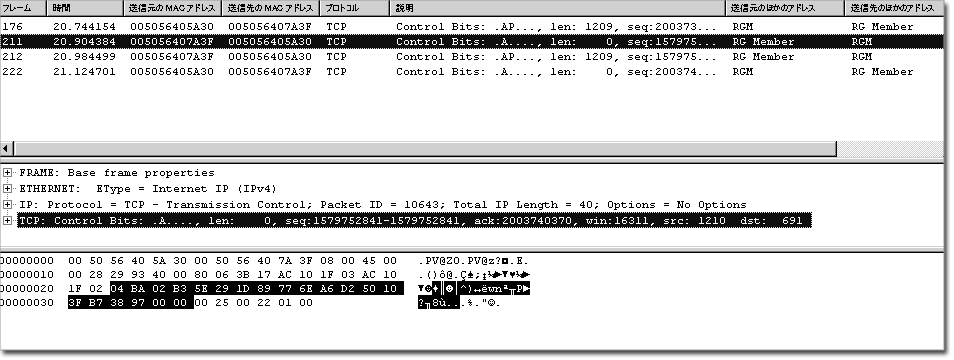 フレーム 時間 送信元の MAC アドレス 送信先の MAC アドレス プロトコル 説明 送信元のほかのアドレス 送信先のほかのアドレス
176 20.744154 005056405A30 005056407A3F TCP Control Bits: .AP..., len: 1209, seq:200373... RGM RG Member
211 20.904384 005056407A3F 005056405A30 TCP Control Bits: .A...., len: 0, seq:157975... RG Member RGM
212 20.984499 005056407A3F 005056405A30 TCP Control Bits: .AP..., len: 1209, seq:157975... RG Member RGM
222 21.124701 005056405A30 005056407A3F TCP Control Bits: .A...., len: 0, seq:200374... RGM RG Member
FRAME: Base frame properties
ETHERNET: EType = Internet IP (IPv4)
IP: Protocol = TCP - Transmission Control; Packet ID = 10643; Total IP Length = 40; Options = No Options
TCP: Control Bits: .A...., len: 0, seq:1579752841-1579752841, ack:2003740370, win:16311, src: 1210 dst: 691
00000000 00 50 56 40 5A 30 00 50 56 40 7A 3F 08 00 45 00 .PV@Z0.PV@z?◘.E.
00000010 00 28 29 93 40 00 80 06 3B 17 AC 10 1F 03 AC 10 .()ô@.Ç♠;↨¼►▼♥¼►
00000020 1F 02 04 BA 02 B3 5E 29 1D 89 77 6E A6 D2 50 10 ▼☻♦║☻│^)↔ëwnª╥P►
00000030 3F B7 38 97 00 00 00 25 00 22 01 00 ?╖8ù...%."☺.